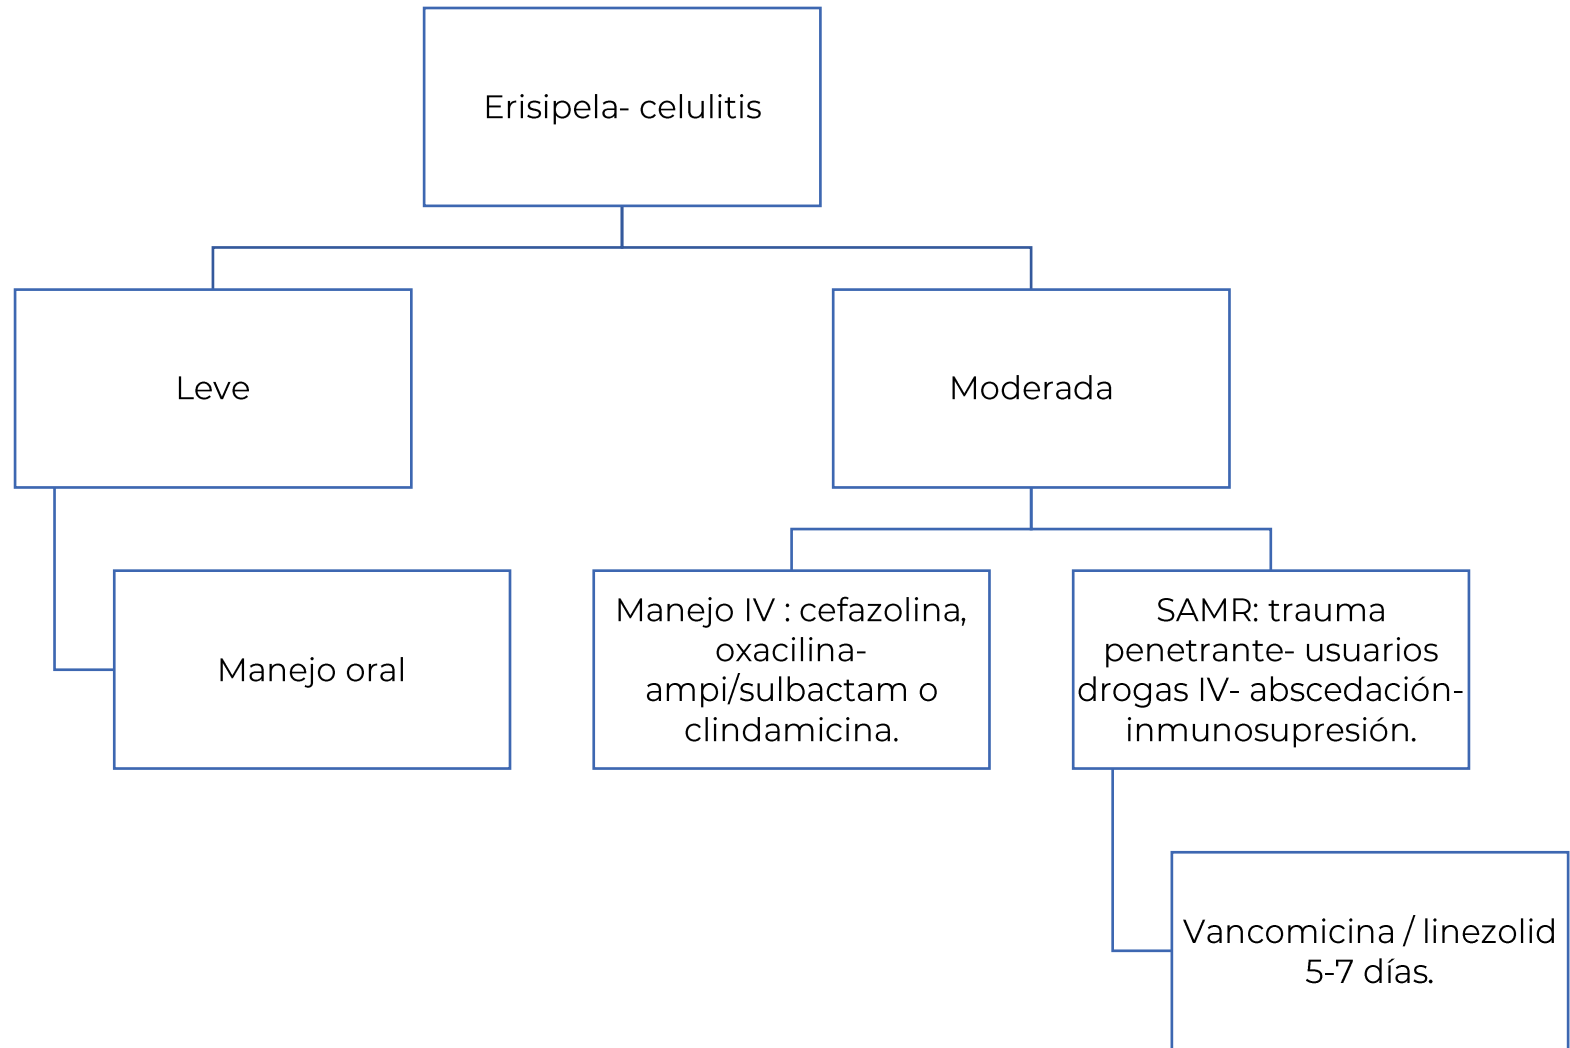 Erisipela- celulitis
Leve
Moderada
Manejo oral
Manejo IV : cefazolina,
oxacilina-
ampi/sulbactam o
clindamicina.
SAMR: trauma
penetrante- usuarios
drogas IV- abscedación-
inmunosupresión.
Vancomicina / linezolid
5-7 días.